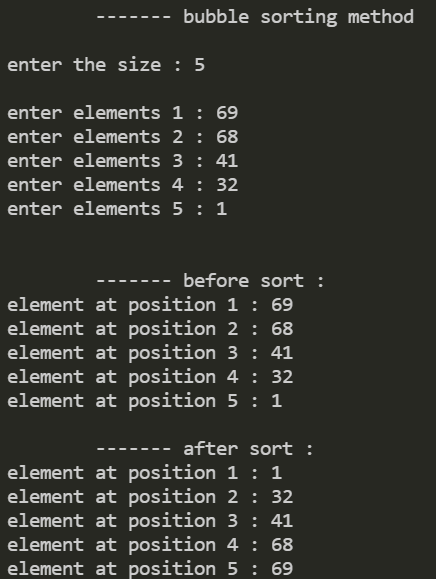 ------- bubble sorting method
enter the size : 5
enter elements 1 : 69
enter elements 2 : 68
enter elements 3 : 41
enter elements 4 : 32
enter elements 5 : 1
------- before sort :
element at position 1 : 69
element at position 2 : 68
element at position 3 : 41
element at position 4 : 32
element at position 5 : 1
------- after sort :
element at position 1 : 1
element at position 2 : 32
element at position 3 : 41
element at position 4 : 68
element at position 5 : 69